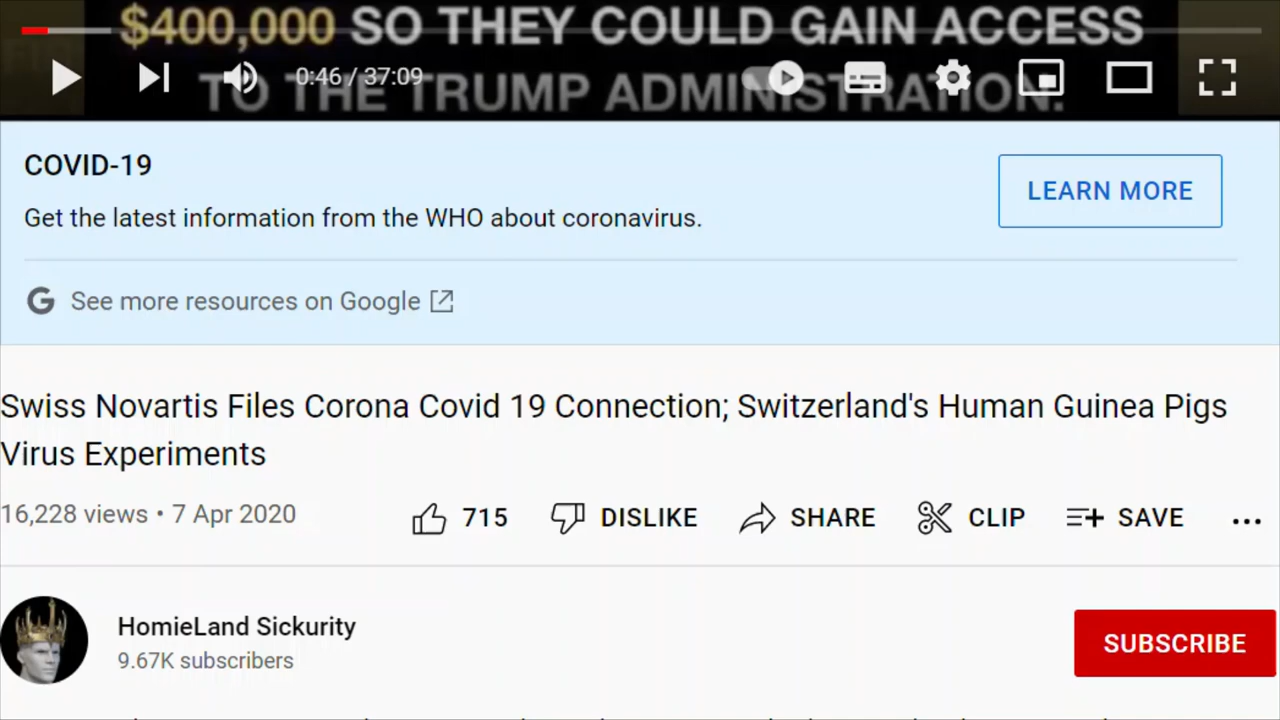 $400,000 SO THEY COULD GAIN ACCESS
TO THE TRUMP ADMINISTRATION.
0:46 / 37:09
COVID-19
Get the latest information from the WHO about coronavirus.
LEARN MORE
See more resources on Google
Swiss Novartis Files Corona Covid 19 Connection; Switzerland's Human Guinea Pigs
Virus Experiments
16,228 views • 7 Apr 2020
715 DISLIKE SHARE CLIP SAVE ...
HomieLand Sickurity
9.67K subscribers
SUBSCRIBE